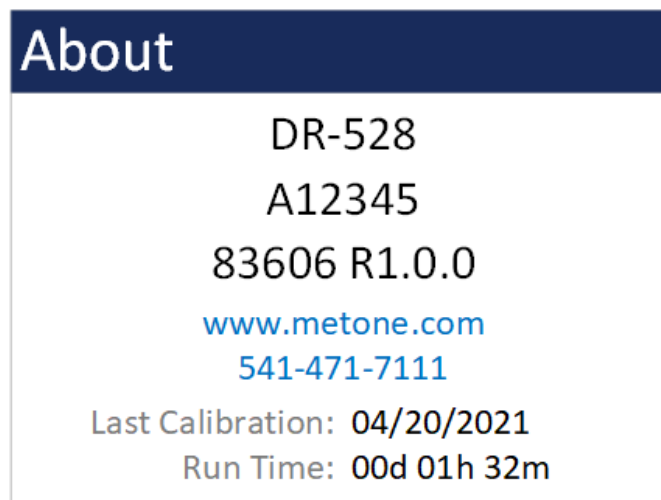 About
DR-528
A12345
83606 R1.0.0
www.metone.com
541-471-7111
Last Calibration: 04/20/2021
Run Time: 00d 01h 32m